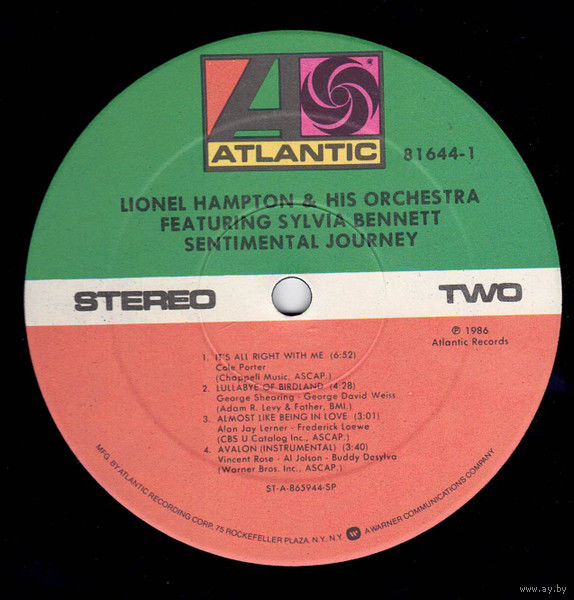 ATLANTIC
81644-1
LIONEL HAMPTON & HIS ORCHESTRA
FEATURING SYLVIA BENNETT
SENTIMENTAL JOURNEY
STEREO
TWO
℗ 1986
Atlantic Records
1. IT'S ALL RIGHT WITH ME (6:52)
Cole Porter
(Chappell Music, ASCAP.)
2. LULLABYE OF BIRDLAND (4:28)
George Shearing - George David Weiss
(Adam R. Levy & Father, BMI.)
3. ALMOST LIKE BEING IN LOVE (3:01)
Alan Jay Lerner - Frederick Loewe
(CBS U Catalog Inc., ASCAP.)
4. AVALON (INSTRUMENTAL) (3:40)
Vincent Rose - Al Jolson - Buddy Desylva
(Warner Bros. Inc., ASCAP.)
ST-A-865944-SP
MFG. BY ATLANTIC RECORDING CORP., 75 ROCKEFELLER PLAZA, N.Y. N.Y. A WARNER COMMUNICATIONS COMPANY
www.ay.by